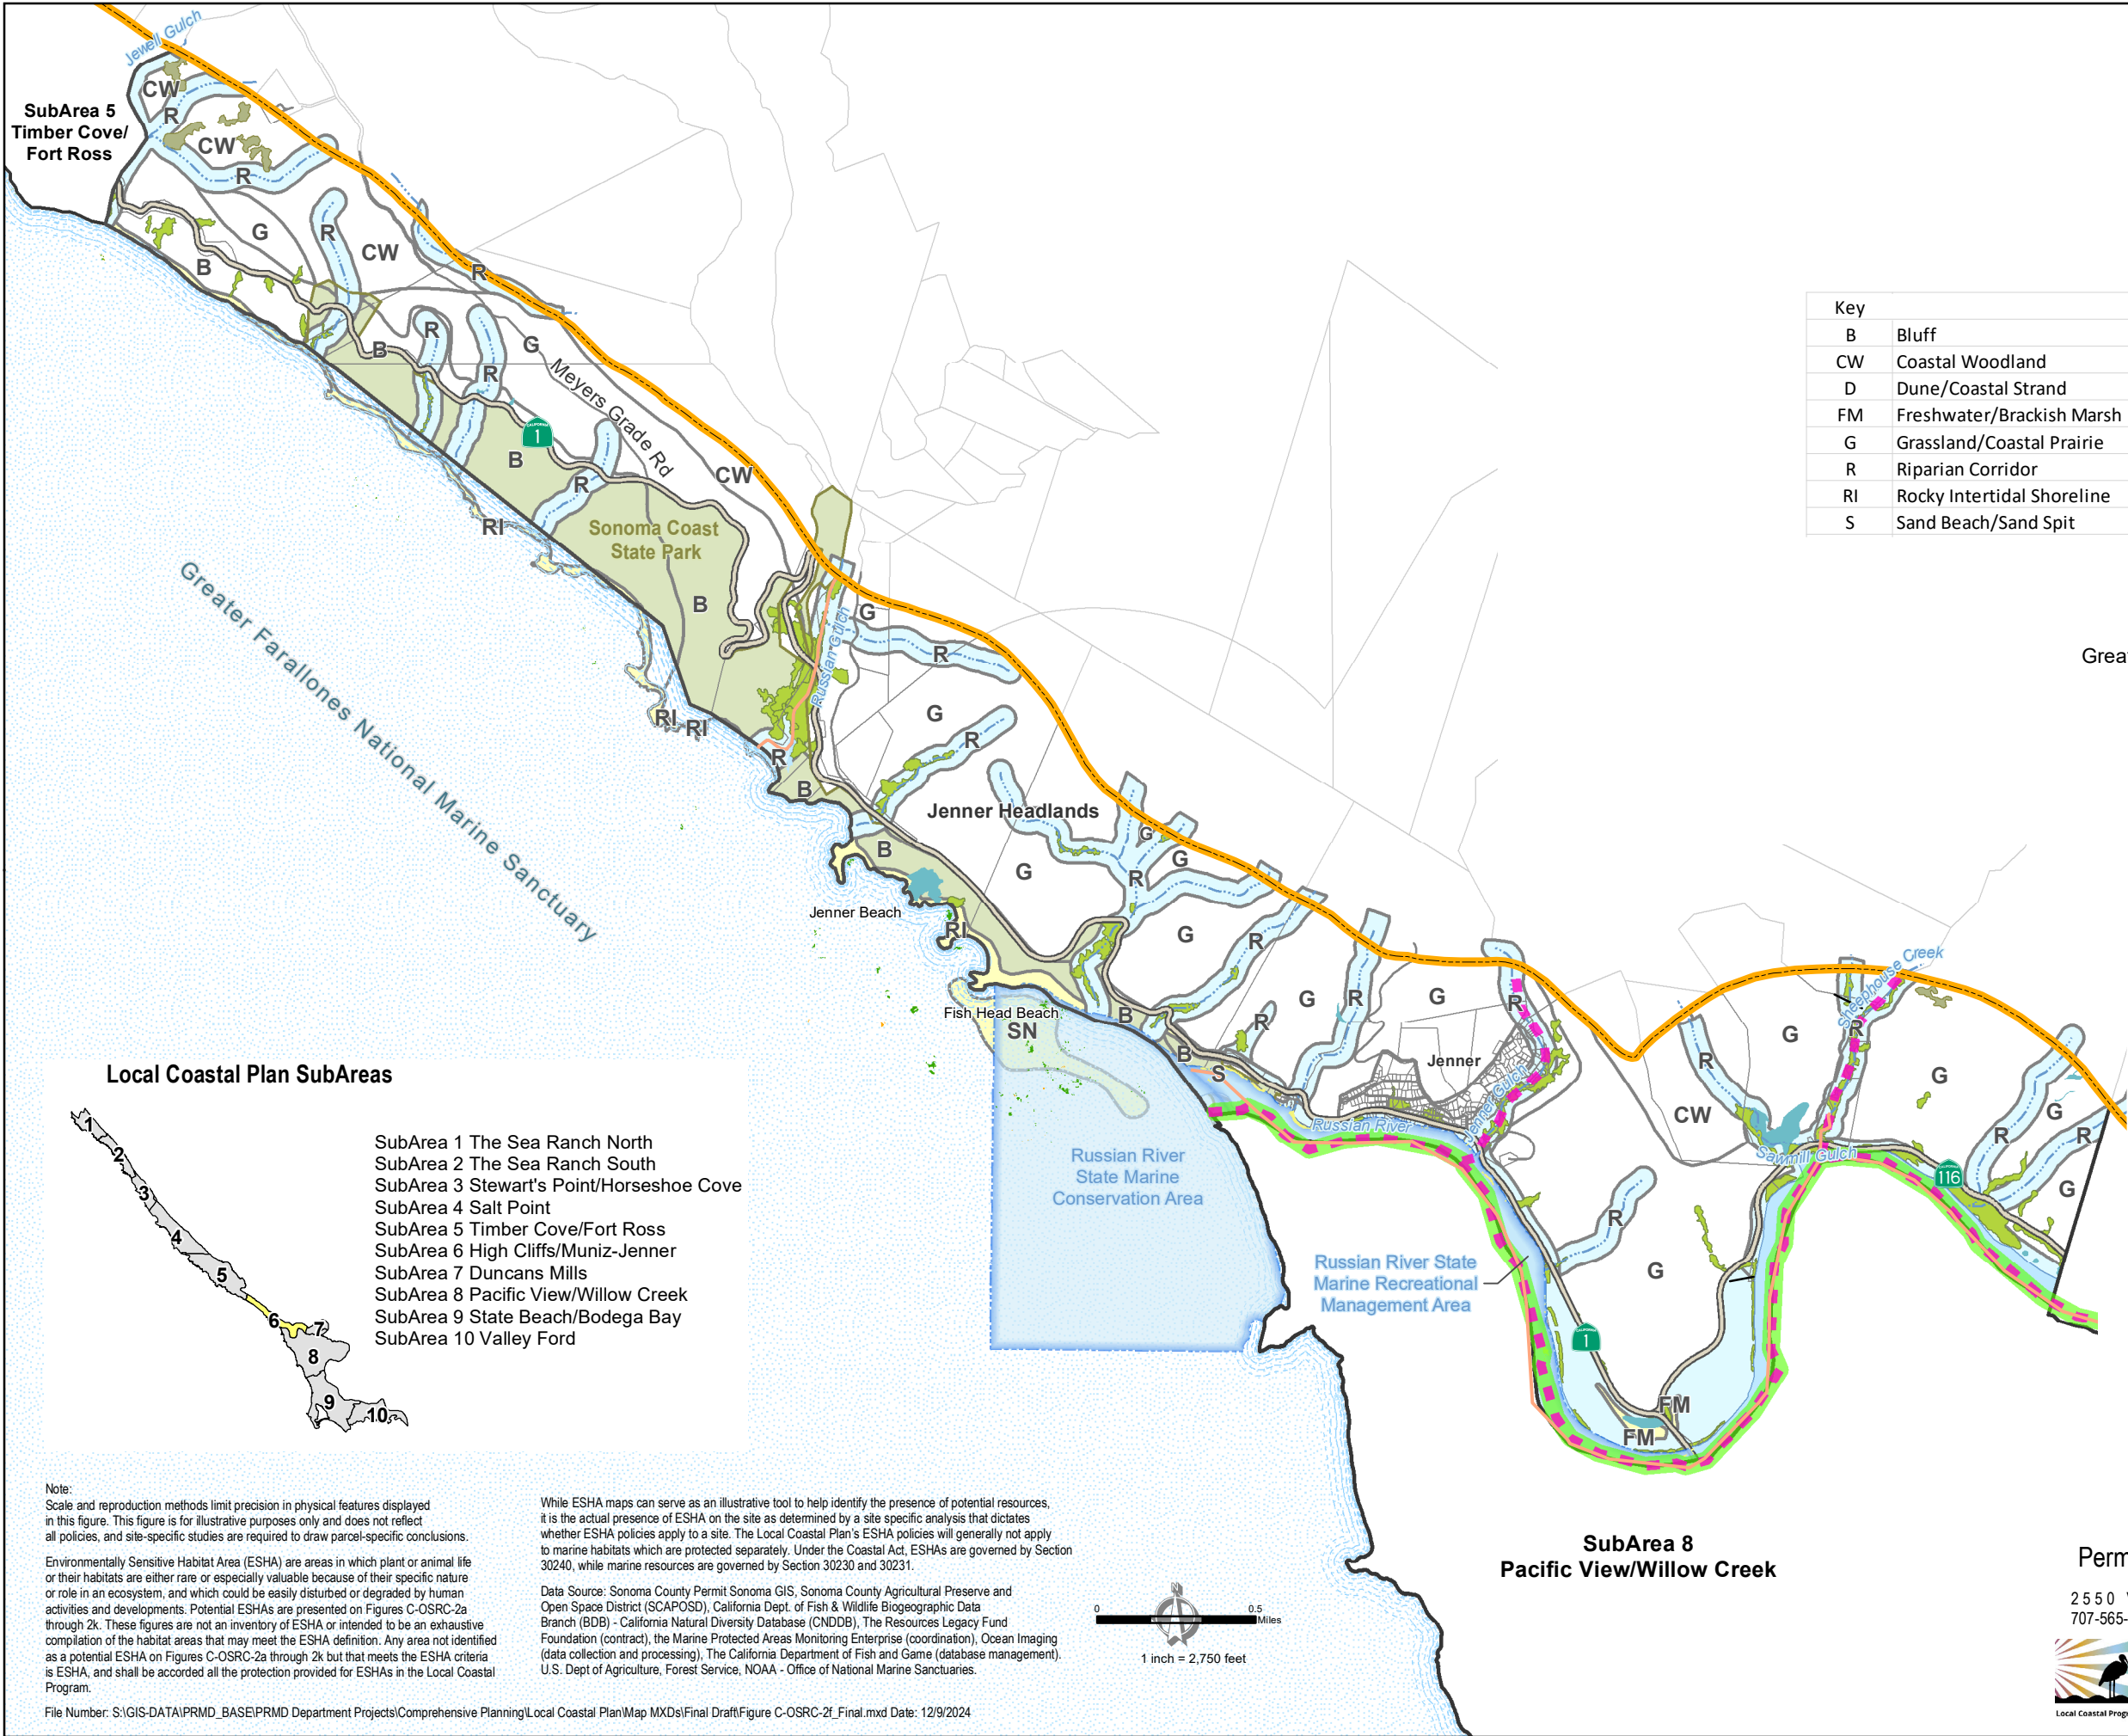 Jewell Gulch
SubArea 5
Timber Cove/
Fort Ross
CW
R
CW
R
G
R
CW
B
R
B
R
R
G
Meyers Grade Rd
CALIFORNIA
1
B
R
CW
RI
Sonoma Coast
State Park
B
Greater Farallones National Marine Sanctuary
Russian Gulch
G
R
RI
RI
R
B
G
R
Jenner Headlands
G
G
G
R
B
Jenner Beach
RI
Fish Head Beach
SN
G
R
B
B
S
R
G
R
G
R
Jenner
Jenner Gulch
Russian River
Russian River
State Marine
Conservation Area
Russian River State
Marine Recreational
Management Area
R
CW
G
Sheephouse Creek
R
G
Sawmill Gulch
116
R
G
R
G
R
G
1
FM
FM
Key
B Bluff
CW Coastal Woodland
D Dune/Coastal Strand
FM Freshwater/Brackish Marsh
G Grassland/Coastal Prairie
R Riparian Corridor
RI Rocky Intertidal Shoreline
S Sand Beach/Sand Spit
Grea
Local Coastal Plan SubAreas
1
2
3
4
5
6
7
8
9
10
SubArea 1 The Sea Ranch North
SubArea 2 The Sea Ranch South
SubArea 3 Stewart's Point/Horseshoe Cove
SubArea 4 Salt Point
SubArea 5 Timber Cove/Fort Ross
SubArea 6 High Cliffs/Muniz-Jenner
SubArea 7 Duncans Mills
SubArea 8 Pacific View/Willow Creek
SubArea 9 State Beach/Bodega Bay
SubArea 10 Valley Ford
Note:
Scale and reproduction methods limit precision in physical features displayed
in this figure. This figure is for illustrative purposes only and does not reflect
all policies, and site-specific studies are required to draw parcel-specific conclusions.
Environmentally Sensitive Habitat Area (ESHA) are areas in which plant or animal life
or their habitats are either rare or especially valuable because of their specific nature
or role in an ecosystem, and which could be easily disturbed or degraded by human
activities and developments. Potential ESHAs are presented on Figures C-OSRC-2a
through 2k. These figures are not an inventory of ESHA or intended to be an exhaustive
compilation of the habitat areas that may meet the ESHA definition. Any area not identified
as a potential ESHA on Figures C-OSRC-2a through 2k but that meets the ESHA criteria
is ESHA, and shall be accorded all the protection provided for ESHAs in the Local Coastal
Program.
While ESHA maps can serve as an illustrative tool to help identify the presence of potential resources,
it is the actual presence of ESHA on the site as determined by a site specific analysis that dictates
whether ESHA policies apply to a site. The Local Coastal Plan's ESHA policies will generally not apply
to marine habitats which are protected separately. Under the Coastal Act, ESHAs are governed by Section
30240, while marine resources are governed by Section 30230 and 30231.
Data Source: Sonoma County Permit Sonoma GIS, Sonoma County Agricultural Preserve and
Open Space District (SCAPOSD), California Dept. of Fish & Wildlife Biogeographic Data
Branch (BDB) - California Natural Diversity Database (CNDDB), The Resources Legacy Fund
Foundation (contract), the Marine Protected Areas Monitoring Enterprise (coordination), Ocean Imaging
(data collection and processing), The California Department of Fish and Game (database management).
U.S. Dept of Agriculture, Forest Service, NOAA - Office of National Marine Sanctuaries.
File Number: S:\GIS-DATA\PRMD_BASE\PRMD Department Projects\Comprehensive Planning\Local Coastal Plan\Map MXDs\Final Draft\Figure C-OSRC-2f_Final.mxd Date: 12/9/2024
N
0 0.5
Miles
1 inch = 2,750 feet
SubArea 8
Pacific View/Willow Creek
Perm
2550
707-565-
Local Coastal Prog